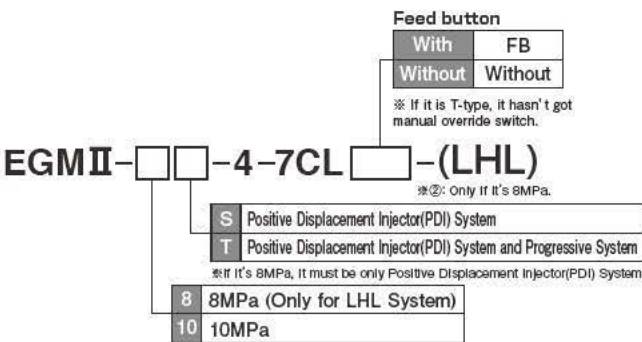 Feed button
With FB
Without Without
※ If it is T-type, it hasn't got
manual override switch.
EGMⅡ-□□-4-7CL□-(LHL)
※②: Only if it's 8MPa.
S Positive Displacement Injector(PDI) System
T Positive Displacement Injector(PDI) System and Progressive System
※If it's 8MPa, it must be only Positive Displacement Injector(PDI) System
8 8MPa (Only for LHL System)
10 10MPa